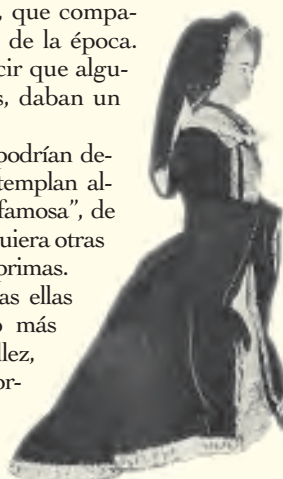 , que compa-
de la época.
cir que algu-
s, daban un
podrían de-
templan al-
famosa”, de
quiera otras
primas.
as ellas
o más
llez,
or-